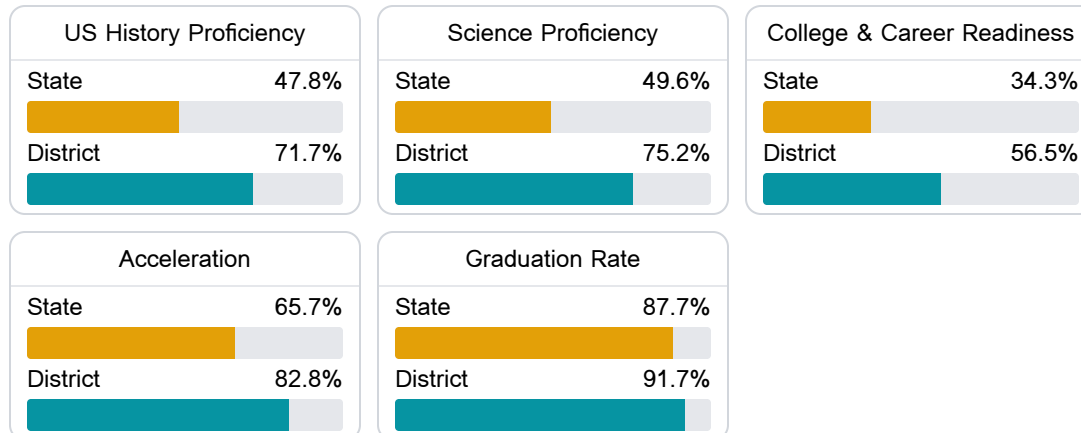 US History Proficiency
State 47.8%
District 71.7%
Science Proficiency
State 49.6%
District 75.2%
College & Career Readiness
State 34.3%
District 56.5%
Acceleration
State 65.7%
District 82.8%
Graduation Rate
State 87.7%
District 91.7%